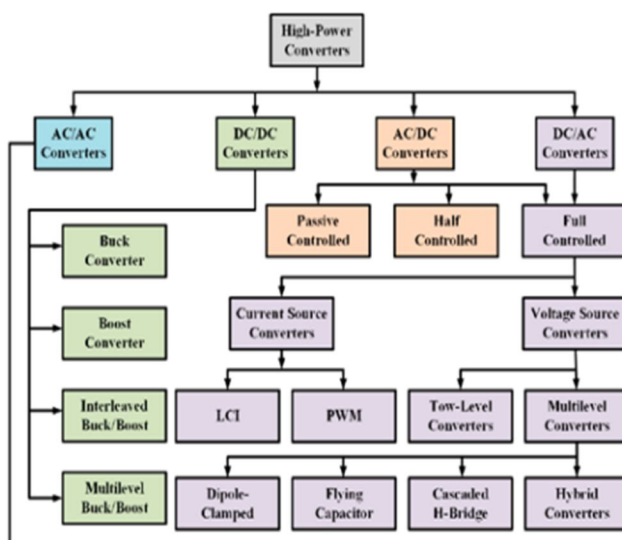 High-Power
Converters
AC/AC
Converters
DC/DC
Converters
AC/DC
Converters
DC/AC
Converters
Passive
Controlled
Half
Controlled
Full
Controlled
Buck
Converter
Current Source
Converters
Voltage Source
Converters
Boost
Converter
Interleaved
Buck/Boost
LCI
PWM
Tow-Level
Converters
Multilevel
Converters
Multilevel
Buck/Boost
Dipole-
Clamped
Flying
Capacitor
Cascaded
H-Bridge
Hybrid
Converters